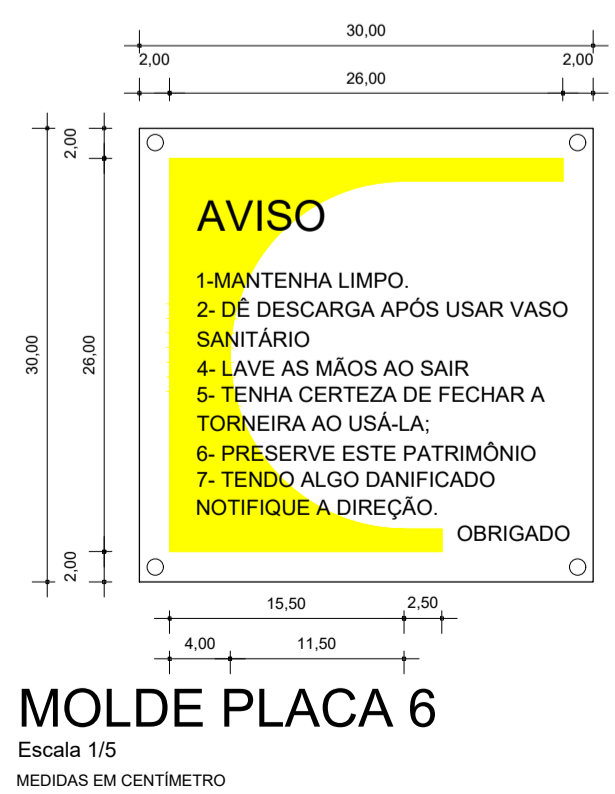 30,00
2,00
2,00
26,00
2,00
30,00
26,00
2,00
AVISO
1-MANTENHA LIMPO.
2- DÊ DESCARGA APÓS USAR VASO
SANITÁRIO
4- LAVE AS MÃOS AO SAIR
5- TENHA CERTEZA DE FECHAR A
TORNEIRA AO USÁ-LA;
6- PRESERVE ESTE PATRIMÔNIO
7- TENDO ALGO DANIFICADO
NOTIFIQUE A DIREÇÃO.
OBRIGADO
15,50
2,50
4,00
11,50
MOLDE PLACA 6
Escala 1/5
MEDIDAS EM CENTÍMETRO